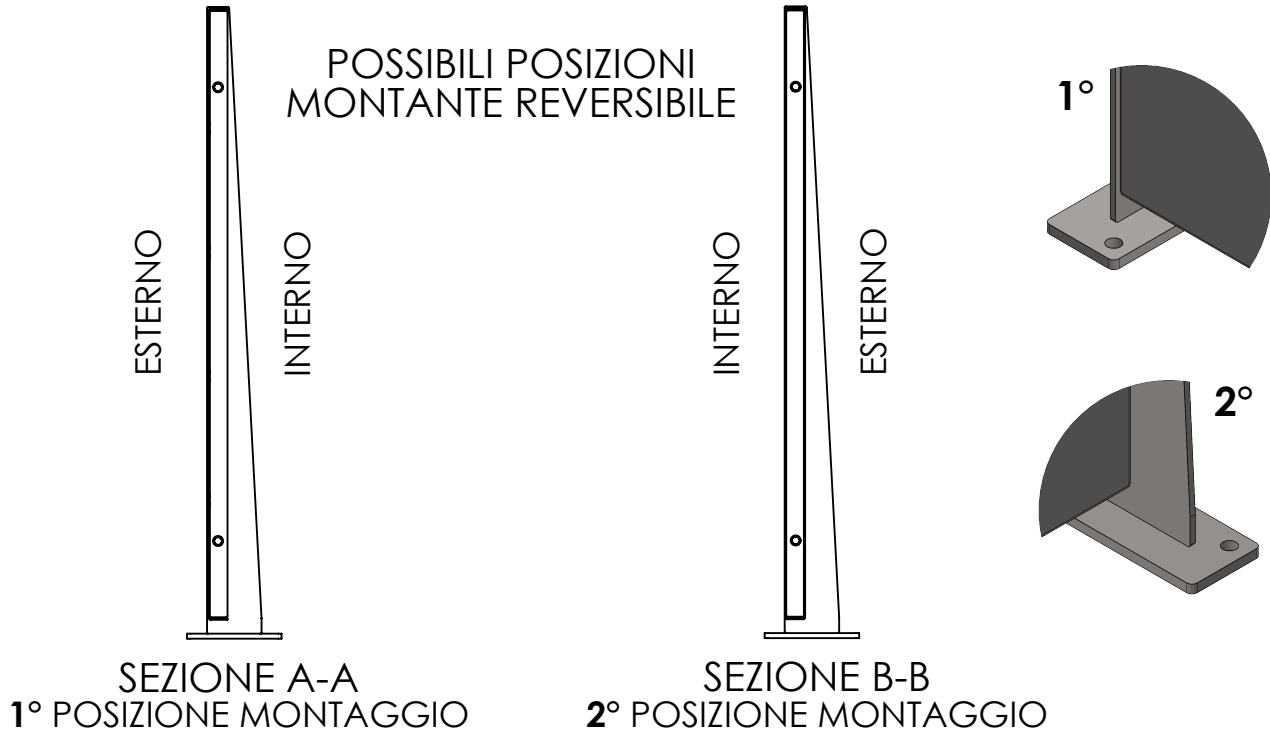 POSSIBILI POSIZIONI
MONTANTE REVERSIBILE
1°
ESTERNO
INTERNO
INTERNO
ESTERNO
2°
SEZIONE A-A
1° POSIZIONE MONTAGGIO
SEZIONE B-B
2° POSIZIONE MONTAGGIO